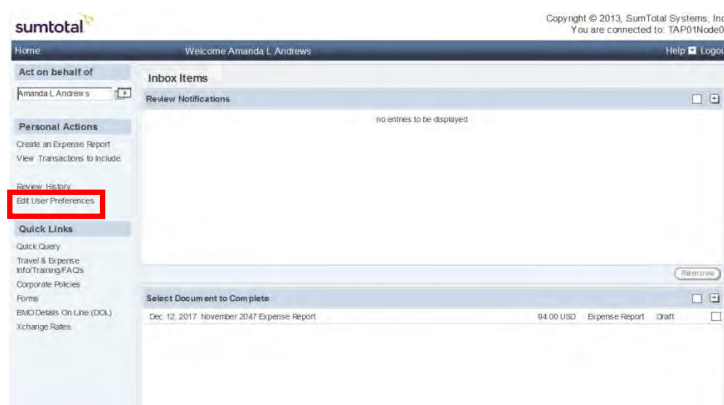 sumtotal
Copyright © 2013, SumTotal Systems, Inc
You are connected to: TAP01Node0
Home
Welcome Amanda L Andrews
Help
Logou
Act on behalf of
Amanda L Andrews
Personal Actions
Create an Expense Report
View Transactions to Include
Review History
Edit User Preferences
Quick Links
Quick Query
Travel & Expense
Info/Training/FAQs
Corporate Policies
Forms
BMO Details On Line (DOL)
Xchange Rates
Inbox Items
Review Notifications
no entries to be displayed
Remove
Select Document to Complete
Dec 12, 2017 November 2047 Expense Report 94.00 USD Expense Report Draft